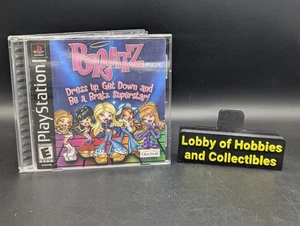 PlayStation
BRATZ
Dress up, Get Down and
Be a Bratz Superstar!
E
Lobby of Hobbies
and Collectibles